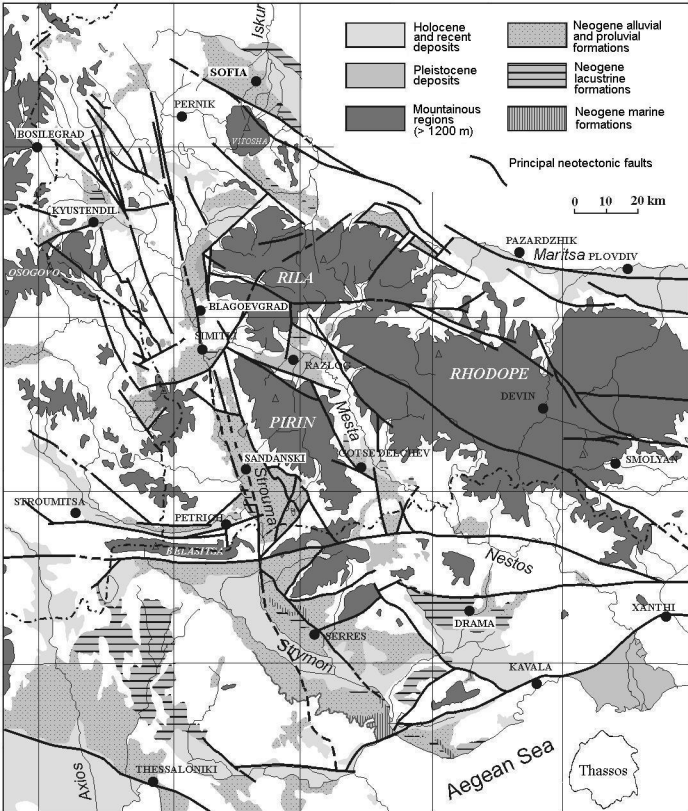 Holocene
and recent
deposits
Pleistocene
deposits
Mountainous
regions
(> 1200 m)
Neogene alluvial
and proluvial
formations
Neogene
lacustrine
formations
Neogene marine
formations
Principal neotectonic faults
0 10 20 km
Iskur
SOFIA
PERNIK
VITOSHA
BOSILEGRAD
KYUSTENDIL
OSOGOVO
PAZARDZHIK
Maritsa
PLOVDIV
RILA
BLAGOEVGRAD
SIMITLI
RAZLOG
RHODOPE
DEVIN
PIRIN
Mesta
GOTSE DELCHEV
SMOLYAN
SANDANSKI
Strouma
STROUMITSA
PETRICH
BELASITSA
Nestos
XANTHI
DRAMA
SERRES
Strymon
KAVALA
Aegean Sea
Thassos
Axios
THESSALONIKI